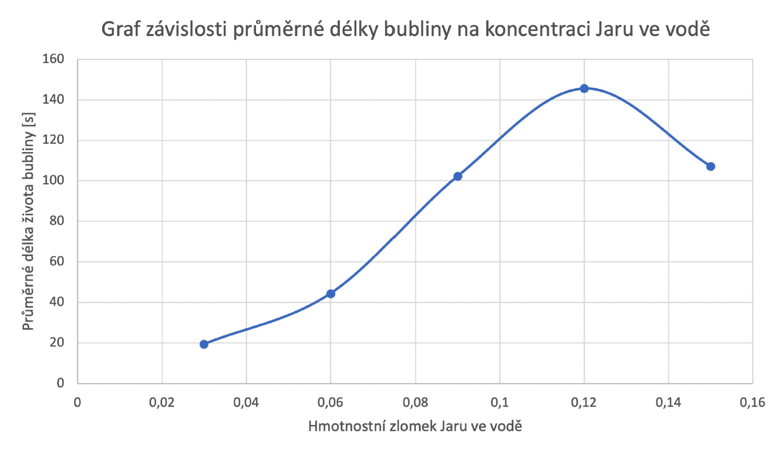 Graf závislosti průměrné délky bubliny na koncentraci Jaru ve vodě
160
140
120
100
80
60
40
20
0
Průměrné délka života bubliny [s]
0 0,02 0,04 0,06 0,08 0,1 0,12 0,14 0,16
Hmotnostní zlomek Jaru ve vodě